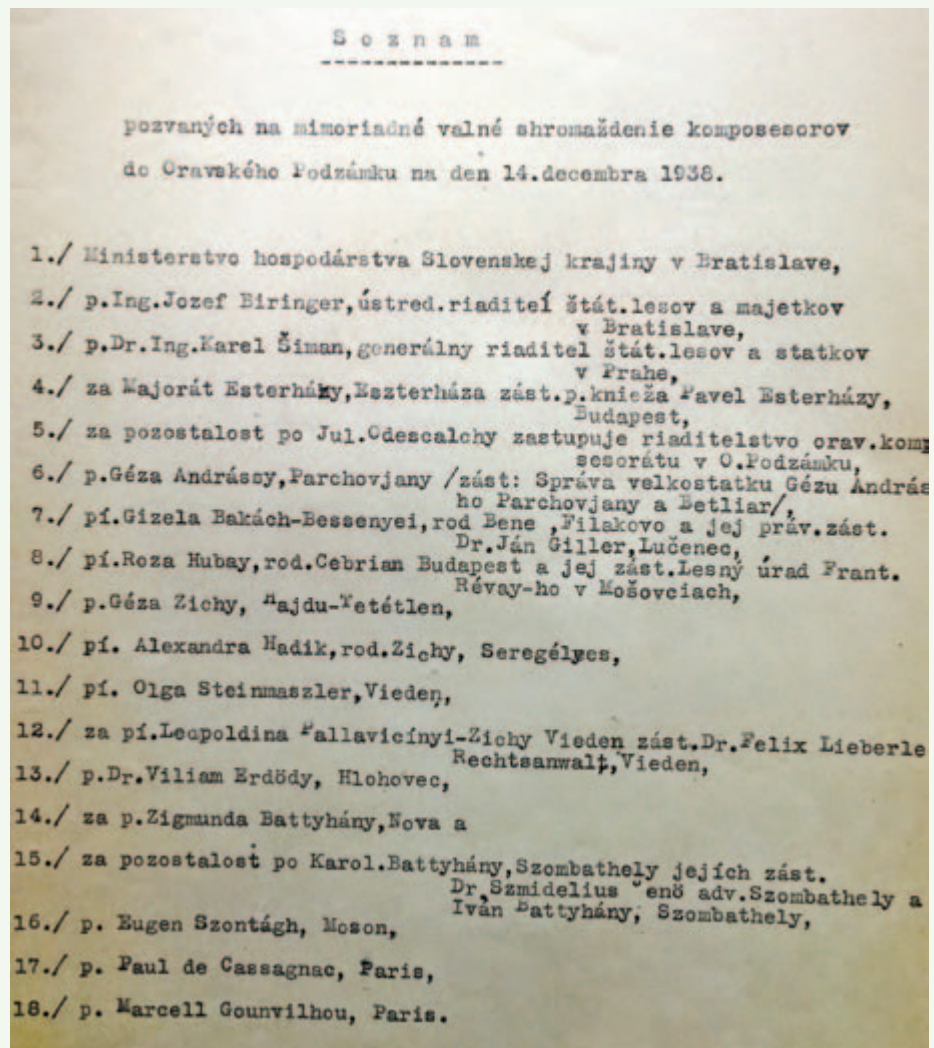 Soznam
pozvaných na mimoriadné valné shromaždenie komposesorov
do Oravského Podzámku na den 14.decembra 1938.
1./ Ministerstvo hospodárstva Slovenskej krajiny v Bratislave,
2./ p.Ing.Jozef Biringer,ústred.riaditeí štát.lesov a majetkov
v Bratislave,
3./ p.Dr.Ing.Karel Šiman,generálny riaditel štát.lesov a statkov
v Prahe,
4./ za Majorát Esterházy,Eszterháza zást.p.knieža Pavel Esterházy,
Budapest,
5./ za pozostalost po Jul.Odescalchy zastupuje riaditelstvo orav.komp
sesorátu v O.Podzámku,
6./ p.Géza Andrássy,Parchovjany /zást: Správa velkostatku Gézu András
ho Parchovjany a Betliar/,
7./ pí.Gizela Bakách-Bessenyei,rod Bene ,Filakovo a jej práv.zást.
Dr.Ján Giller,Lučenec,
8./ pí.Roza Hubay,rod.Cebrian Budapest a jej zást.Lesný úrad Frant.
Révay-ho v Mošovciach,
9./ p.Géza Zichy, Hajdu-Tetétlen,
10./ pí. Alexandra Hadik,rod.Zichy, Seregélyes,
11./ pí. Olga Steinmaszler,Vieden,
12./ za pí.Leopoldina Pallavicínyi-Zichy Vieden zást.Dr.Felix Lieberle
Rechtsanwalt,Vieden,
13./ p.Dr.Viliam Erdödy, Hlohovec,
14./ za p.Zigmunda Battyhány,Nova a
15./ za pozostalost po Karol.Battyhány,Szombathely jejích zást.
Dr.Szmidelius Jenö adv.Szombathely a
Iván Battyhány, Szombathely,
16./ p. Eugen Szontágh, Moson,
17./ p. Paul de Cassagnac, Paris,
18./ p. Marcell Gounvilhou, Paris.